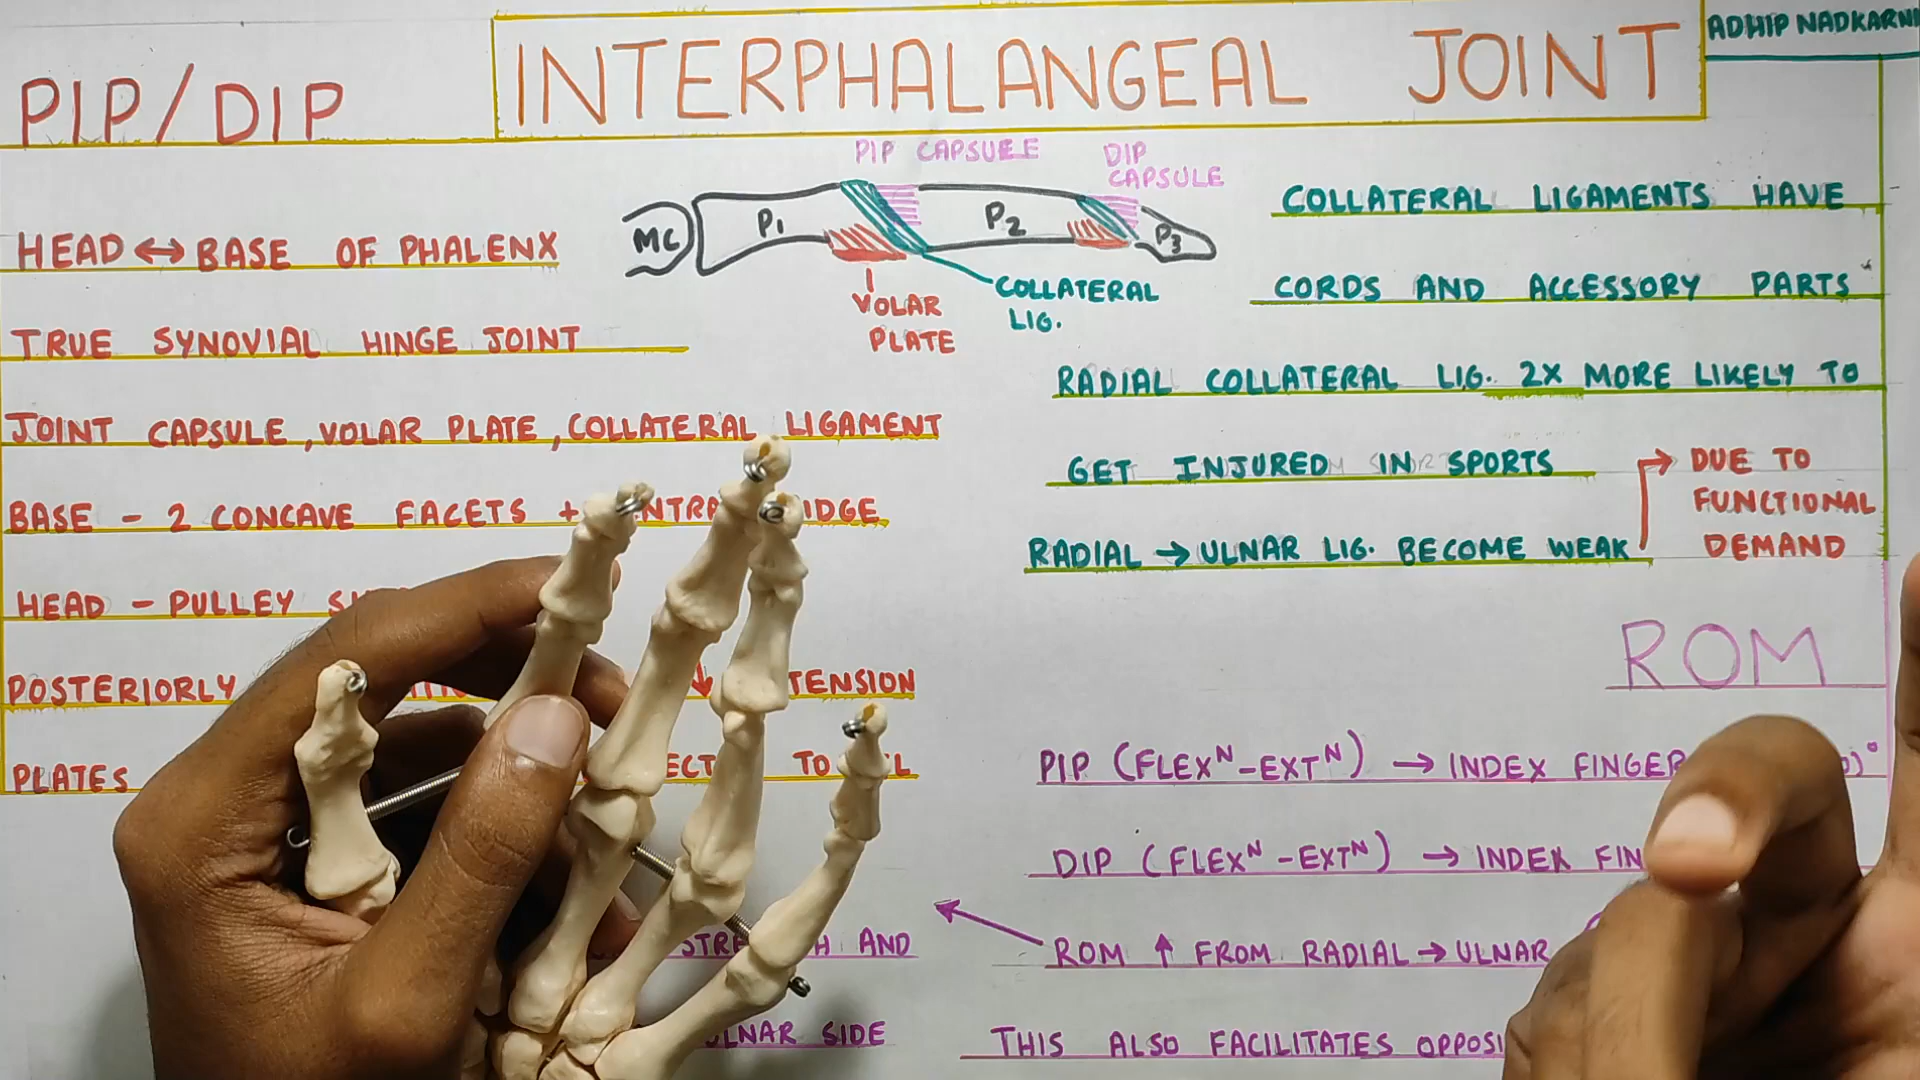 PIP/DIP
INTERPHALANGEAL JOINT
ADHIP NADKARNI
PIP CAPSULE
DIP
CAPSULE
MC
P1
P2
P3
VOLAR
PLATE
COLLATERAL
LIG.
HEAD ↔ BASE OF PHALENX
TRUE SYNOVIAL HINGE JOINT
JOINT CAPSULE, VOLAR PLATE, COLLATERAL LIGAMENT
BASE - 2 CONCAVE FACETS +
HEAD - PULLEY
POSTERIORLY
PLATES TO
AND
SIDE
COLLATERAL LIGAMENTS HAVE
CORDS AND ACCESSORY PARTS
RADIAL COLLATERAL LIG. 2X MORE LIKELY TO
GET INJURED IN SPORTS
RADIAL → ULNAR LIG. BECOME WEAK
DUE TO
FUNCTIONAL
DEMAND
ROM
PIP (FLEXN-EXTN) → INDEX FINGER
DIP (FLEXN-EXTN) → INDEX
ROM ↑ FROM RADIAL → ULNAR
THIS ALSO FACILITATES